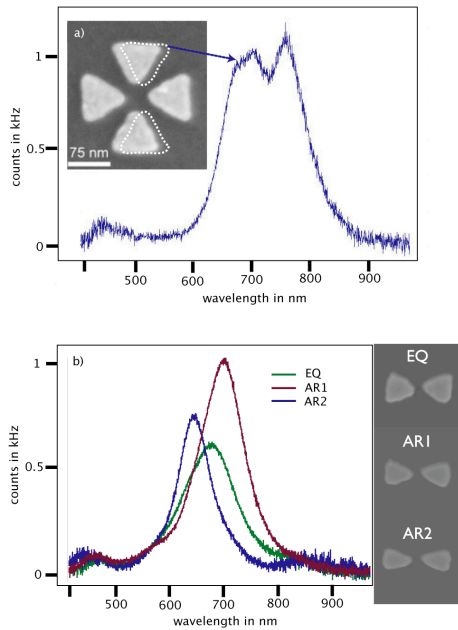 a)
75 nm
counts in kHz
1
0.5
0
500
600
700
800
900
wavelength in nm
b)
EQ
AR1
AR2
counts in kHz
1
0.5
0
500
600
700
800
900
wavelength in nm
EQ
AR1
AR2